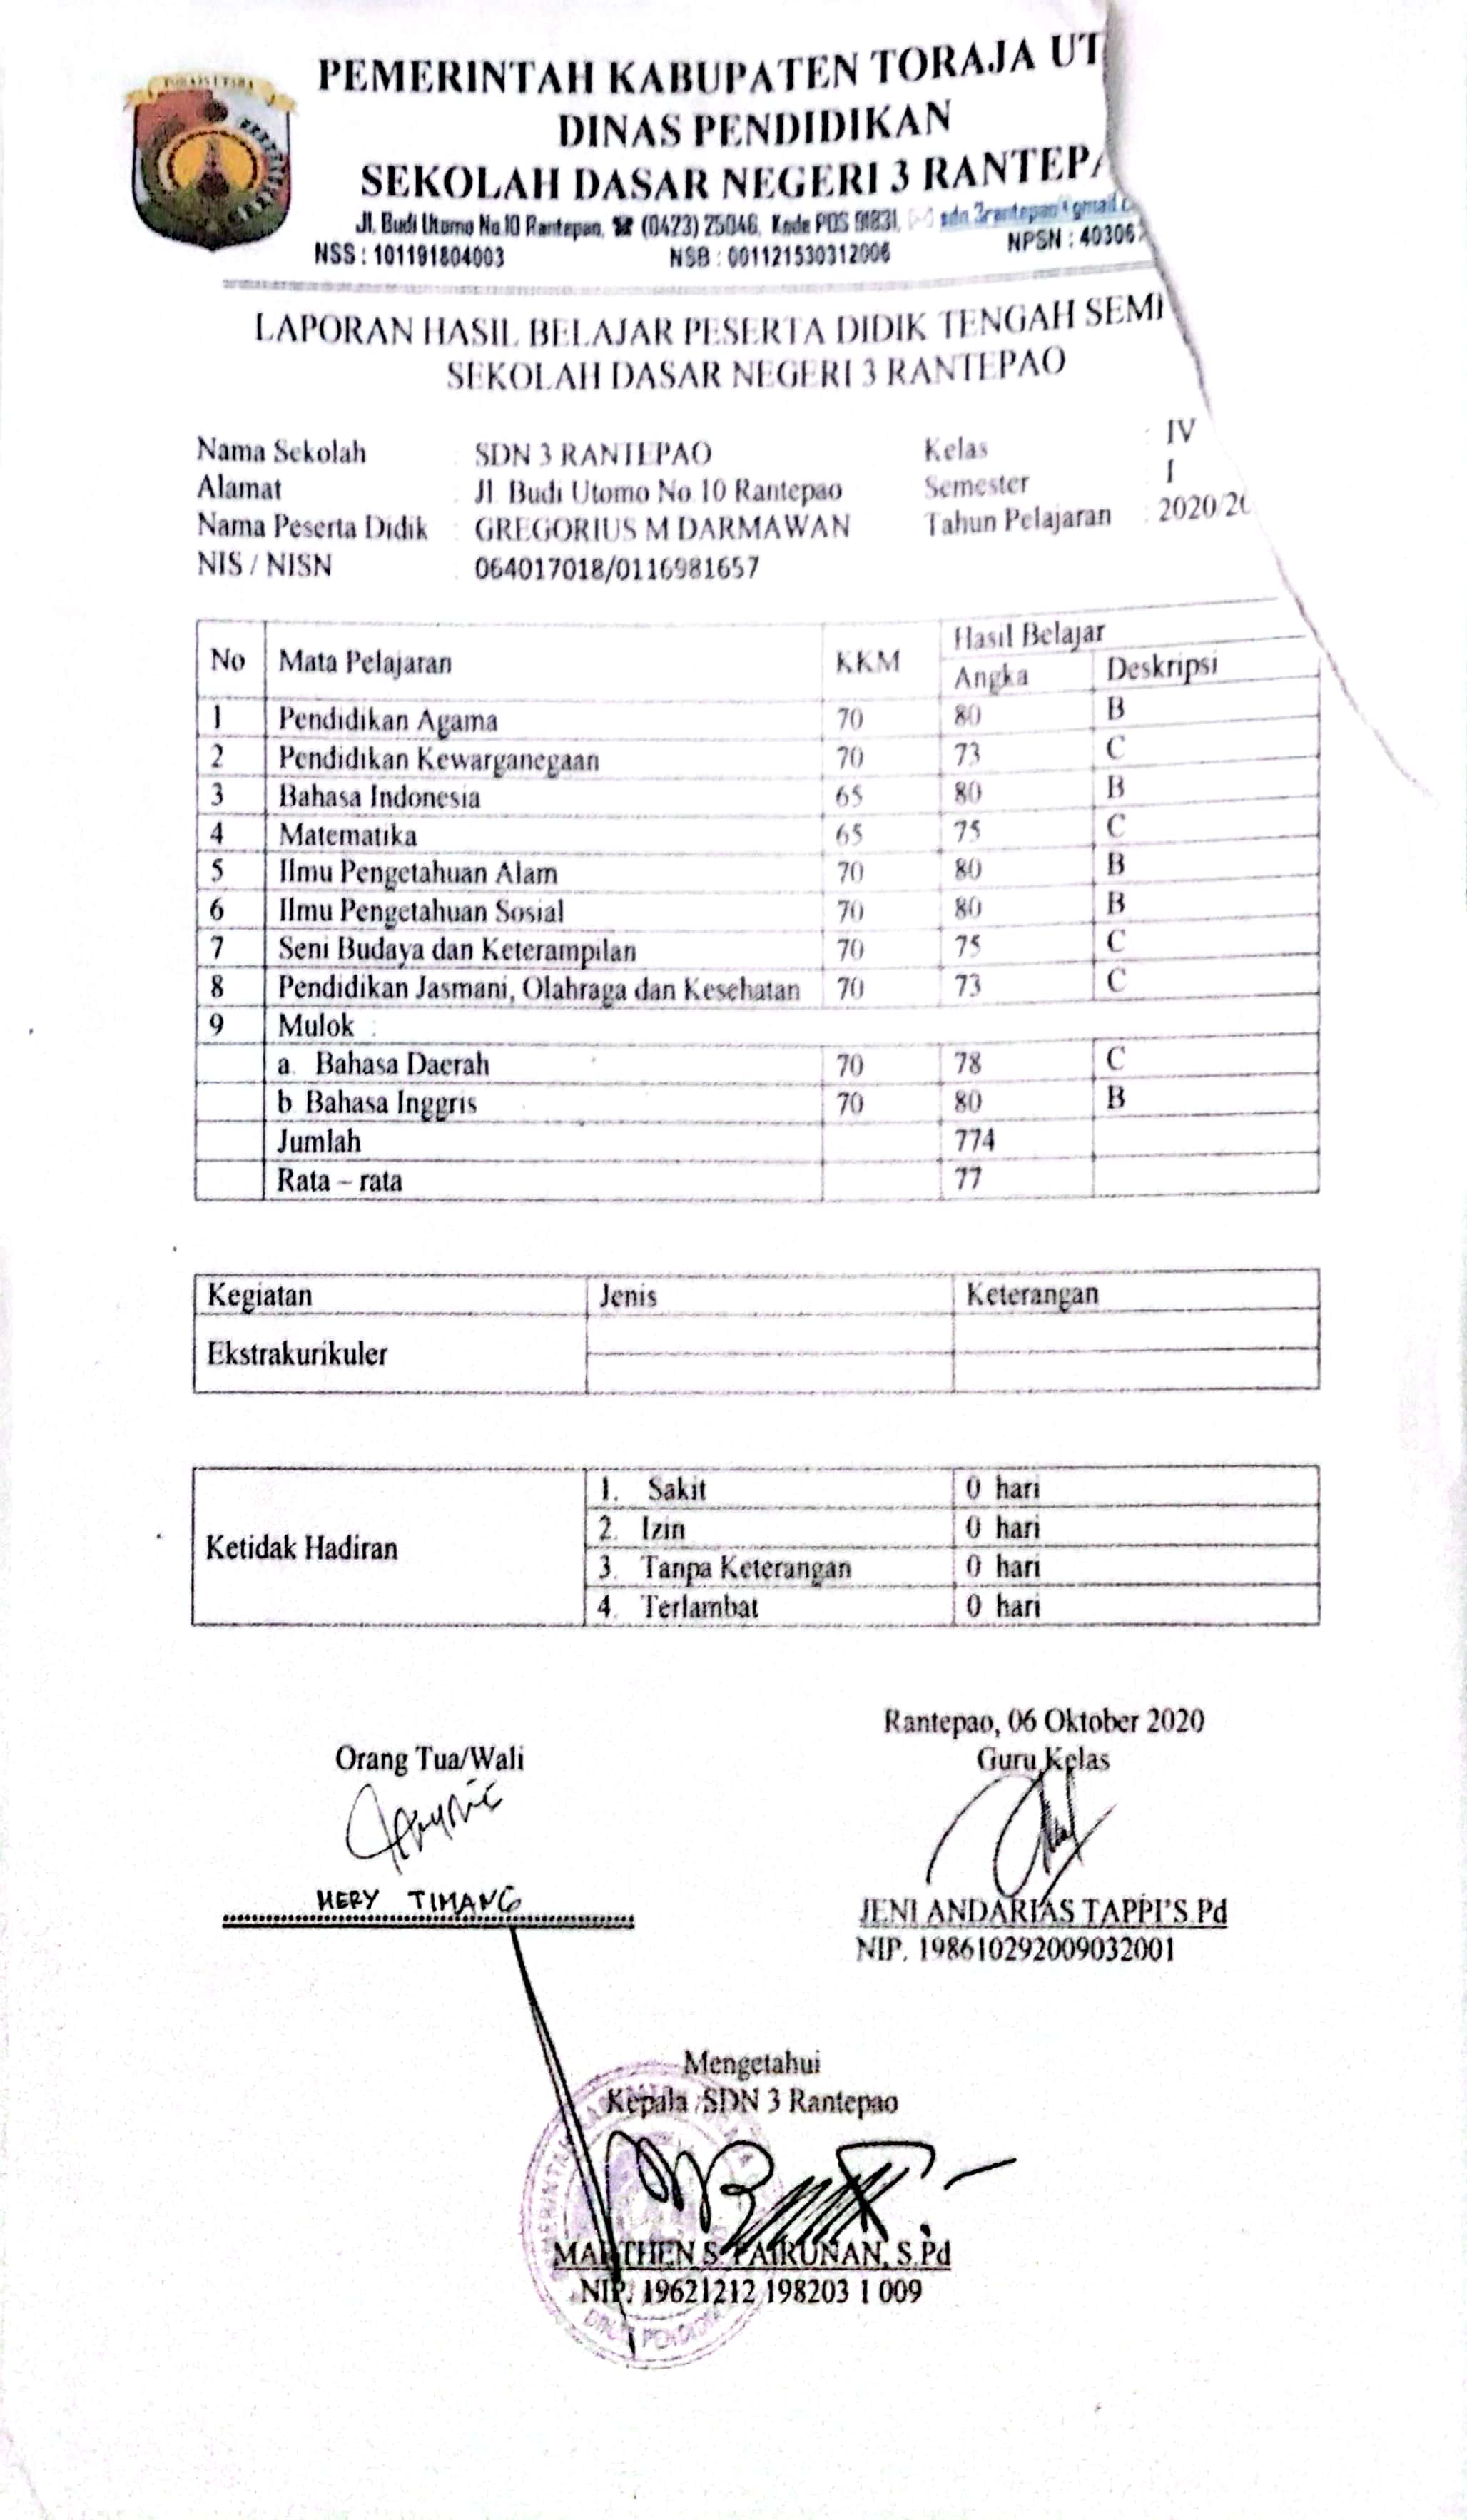 PEMERINTAH KABUPATEN TORAJA UT
DINAS PENDIDIKAN
SEKOLAH DASAR NEGERI 3 RANTEPA
Jl. Budi Utomo No.10 Rantepao, ☎ (0423) 25046, Kode POS 91831, ✉ sdn.3rantepao@gmail.c
NSS : 101191804003 NSB : 001121530312006 NPSN : 40306
LAPORAN HASIL BELAJAR PESERTA DIDIK TENGAH SEM
SEKOLAH DASAR NEGERI 3 RANTEPAO
Nama Sekolah : SDN 3 RANTEPAO Kelas : IV
Alamat : Jl. Budi Utomo No 10 Rantepao Semester : I
Nama Peserta Didik : GREGORIUS M DARMAWAN Tahun Pelajaran : 2020/20
NIS / NISN : 064017018/0116981657
No Mata Pelajaran KKM Hasil Belajar
Angka Deskripsi
1 Pendidikan Agama 70 80 B
2 Pendidikan Kewarganegaan 70 73 C
3 Bahasa Indonesia 65 80 B
4 Matematika 65 75 C
5 Ilmu Pengetahuan Alam 70 80 B
6 Ilmu Pengetahuan Sosial 70 80 B
7 Seni Budaya dan Keterampilan 70 75 C
8 Pendidikan Jasmani, Olahraga dan Kesehatan 70 73 C
9 Mulok :
a. Bahasa Daerah 70 78 C
b. Bahasa Inggris 70 80 B
Jumlah 774
Rata – rata 77
Kegiatan Jenis Keterangan
Ekstrakurikuler
Ketidak Hadiran
1. Sakit 0 hari
2. Izin 0 hari
3. Tanpa Keterangan 0 hari
4. Terlambat 0 hari
Rantepao, 06 Oktober 2020
Orang Tua/Wali Guru Kelas
MERY TIMANG
JENI ANDARIAS TAPPI'S.Pd
NIP. 198610292009032001
Mengetahui
Kepala SDN 3 Rantepao
MARTHEN S. PAIRUNAN, S.Pd
NIP. 19621212 198203 1 009